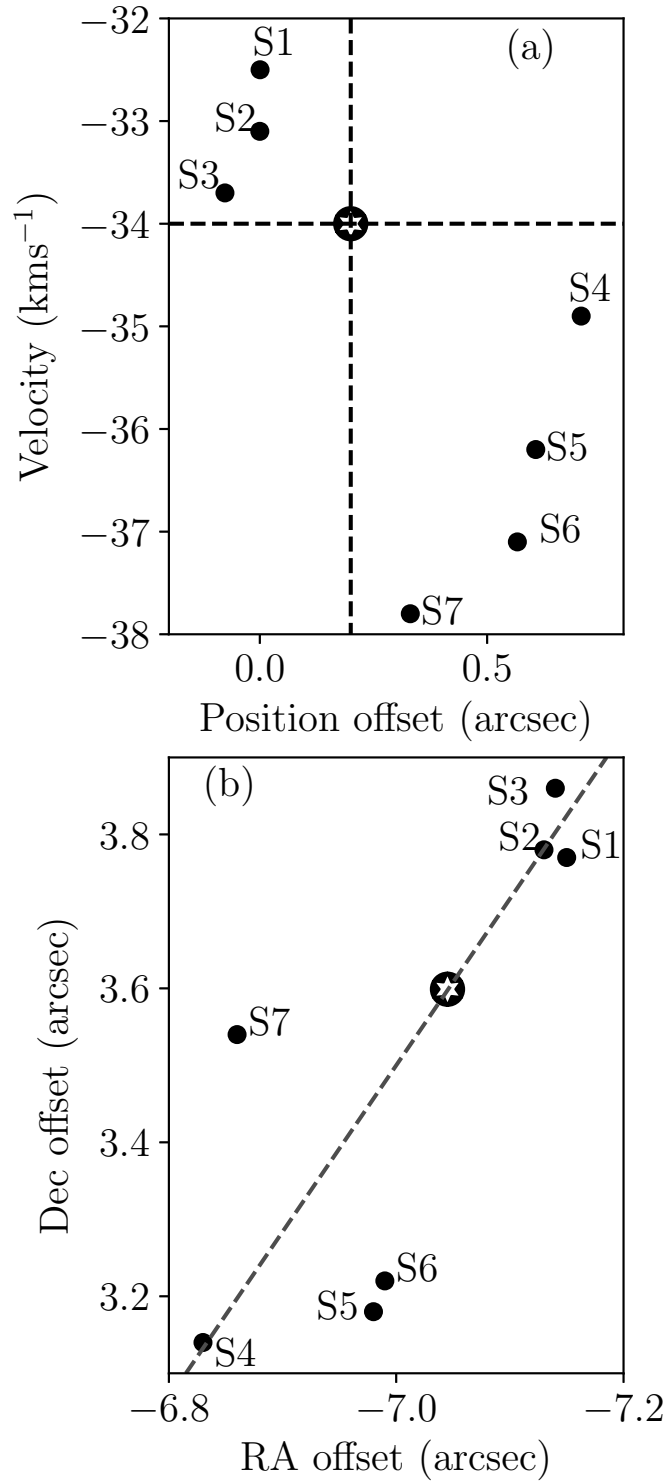 −32
S1
(a)
−33
S2
S3
−34
S4
−35
−36
S5
−37
S6
S7
−38
0.0
0.5
Velocity (kms⁻¹)
Position offset (arcsec)
(b)
S3
3.8
S2
S1
3.6
S7
3.4
S6
3.2
S5
S4
−6.8
−7.0
−7.2
Dec offset (arcsec)
RA offset (arcsec)